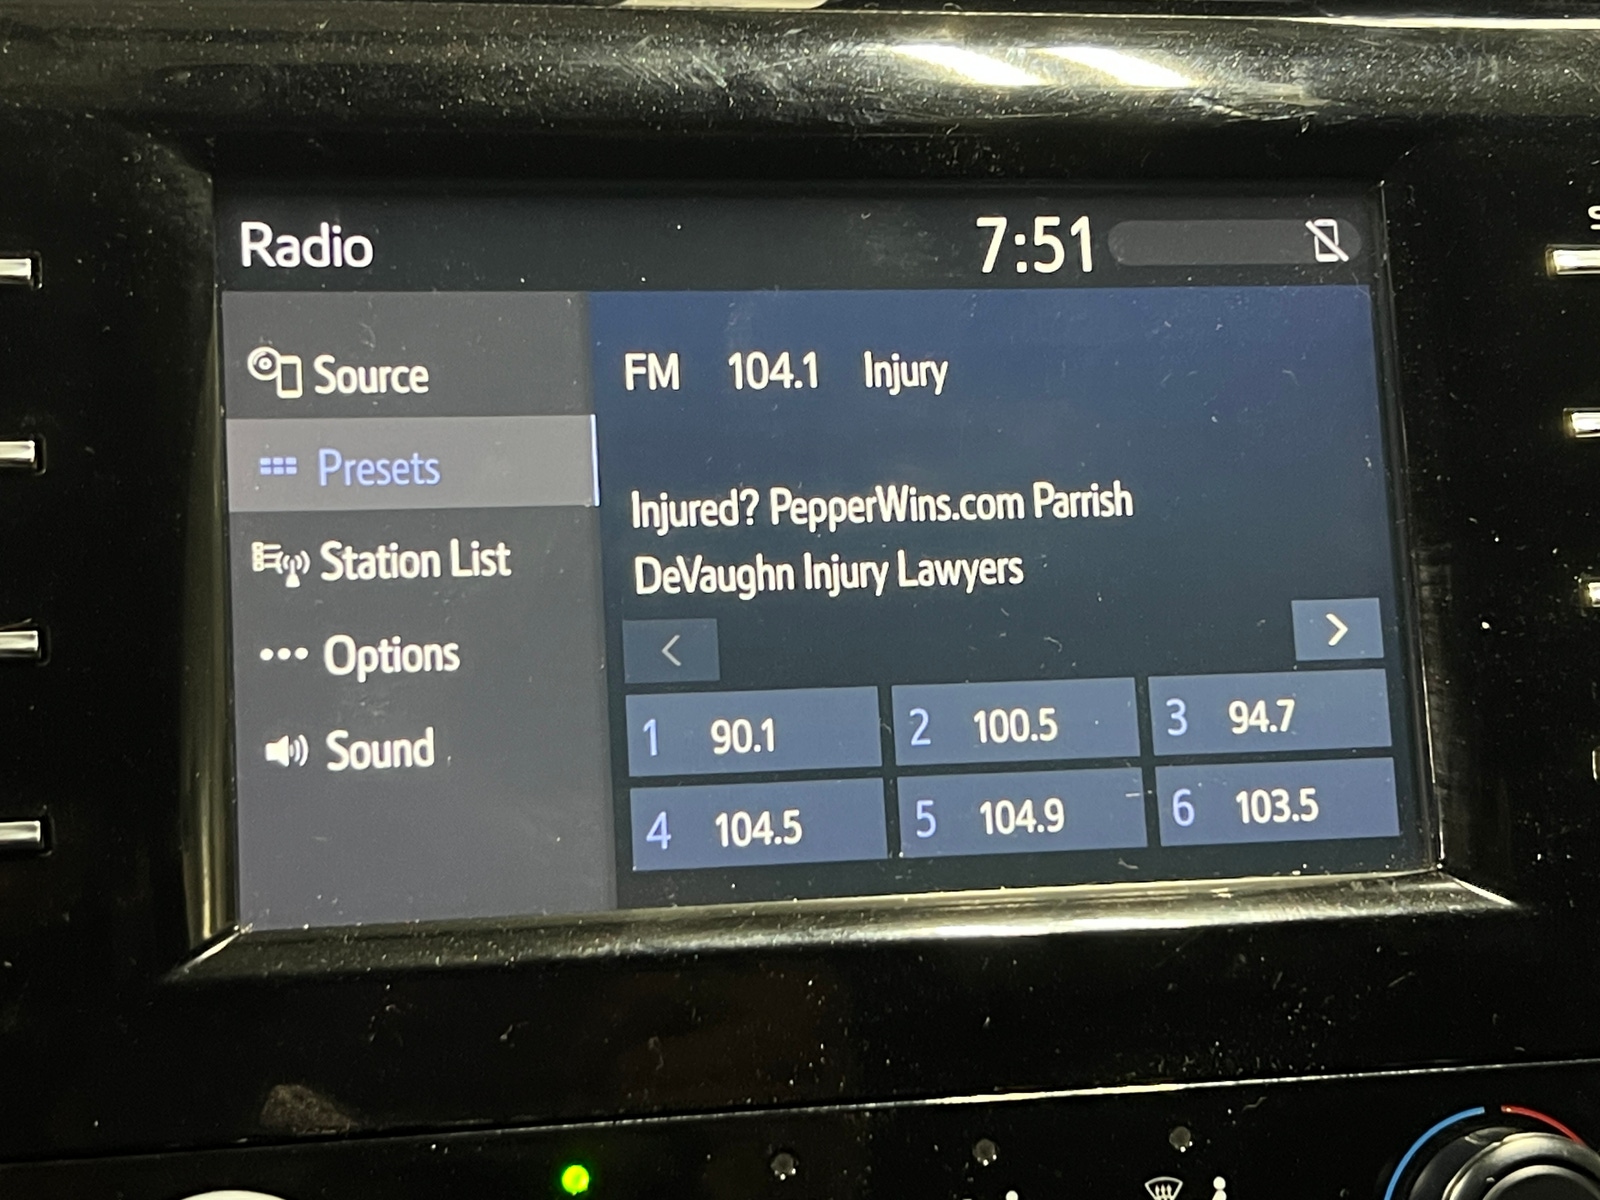 Radio
7:51
Source
Presets
Station List
Options
Sound
FM 104.1 Injury
Injured? PepperWins.com Parrish
DeVaughn Injury Lawyers
< >
1 90.1 2 100.5 3 94.7
4 104.5 5 104.9 6 103.5